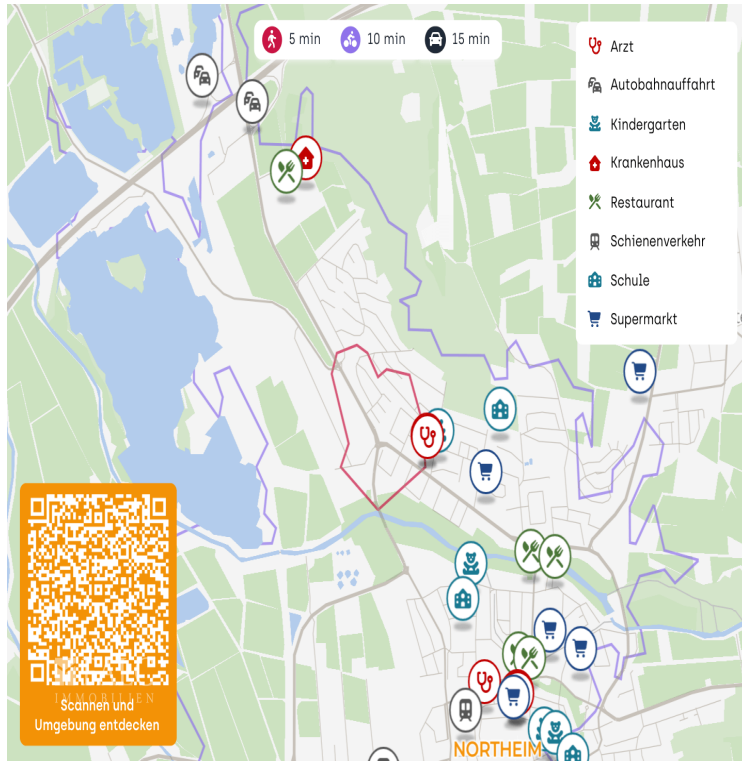 5 min
10 min
15 min
Arzt
Autobahnauffahrt
Kindergarten
Krankenhaus
Restaurant
Schienenverkehr
Schule
Supermarkt
IMMOBILIEN
Scannen und
Umgebung entdecken
NORTHEIM